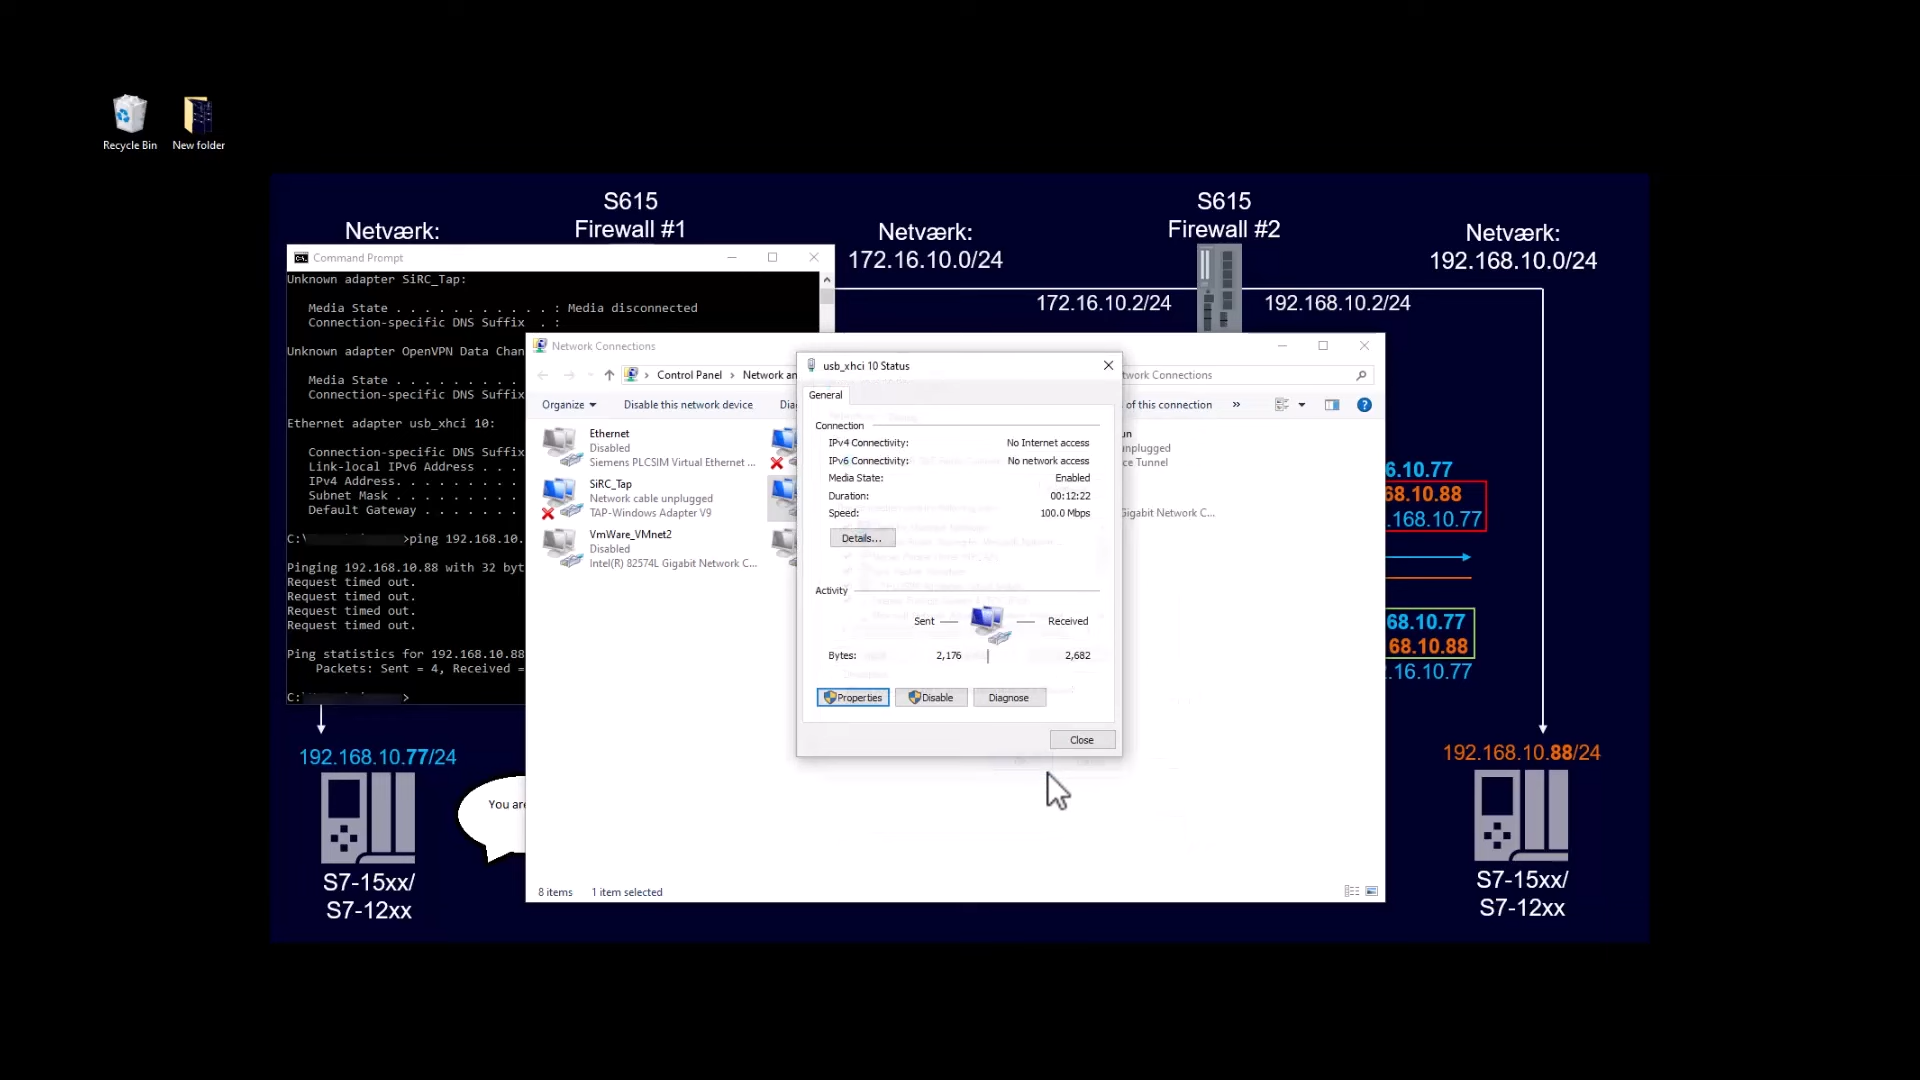 Recycle Bin
New folder
S615
Firewall #1
S615
Firewall #2
Netværk:
Netværk:
172.16.10.0/24
Netværk:
192.168.10.0/24
172.16.10.2/24
192.168.10.2/24
Command Prompt
Unknown adapter SiRC_Tap:
Media State . . . . . . . . . . . : Media disconnected
Connection-specific DNS Suffix . :
Unknown adapter OpenVPN Data Chan
Media State . . . . . . . . .
Connection-specific DNS Suffix
Ethernet adapter usb_xhci 10:
Connection-specific DNS Suffix
Link-local IPv6 Address . . .
IPv4 Address. . . . . . . . .
Subnet Mask . . . . . . . . .
Default Gateway . . . . . . .
C:\ >ping 192.168.10.
Pinging 192.168.10.88 with 32 byt
Request timed out.
Request timed out.
Request timed out.
Request timed out.
Ping statistics for 192.168.10.88
Packets: Sent = 4, Received =
C: >
Network Connections
Control Panel > Network an
twork Connections
Organize
Disable this network device
Dia
of this connection
»
Ethernet
Disabled
Siemens PLCSIM Virtual Ethernet ...
SiRC_Tap
Network cable unplugged
TAP-Windows Adapter V9
VmWare_VMnet2
Disabled
Intel(R) 82574L Gigabit Network C...
un
nplugged
ce Tunnel
Gigabit Network C...
8 items
1 item selected
usb_xhci 10 Status
General
Connection
IPv4 Connectivity: No Internet access
IPv6 Connectivity: No network access
Media State: Enabled
Duration: 00:12:22
Speed: 100.0 Mbps
Details...
Activity
Sent
Received
Bytes: 2,176 2,682
Properties
Disable
Diagnose
Close
6.10.77
68.10.88
.168.10.77
68.10.77
68.10.88
.16.10.77
192.168.10.77/24
You are
S7-15xx/
S7-12xx
192.168.10.88/24
S7-15xx/
S7-12xx